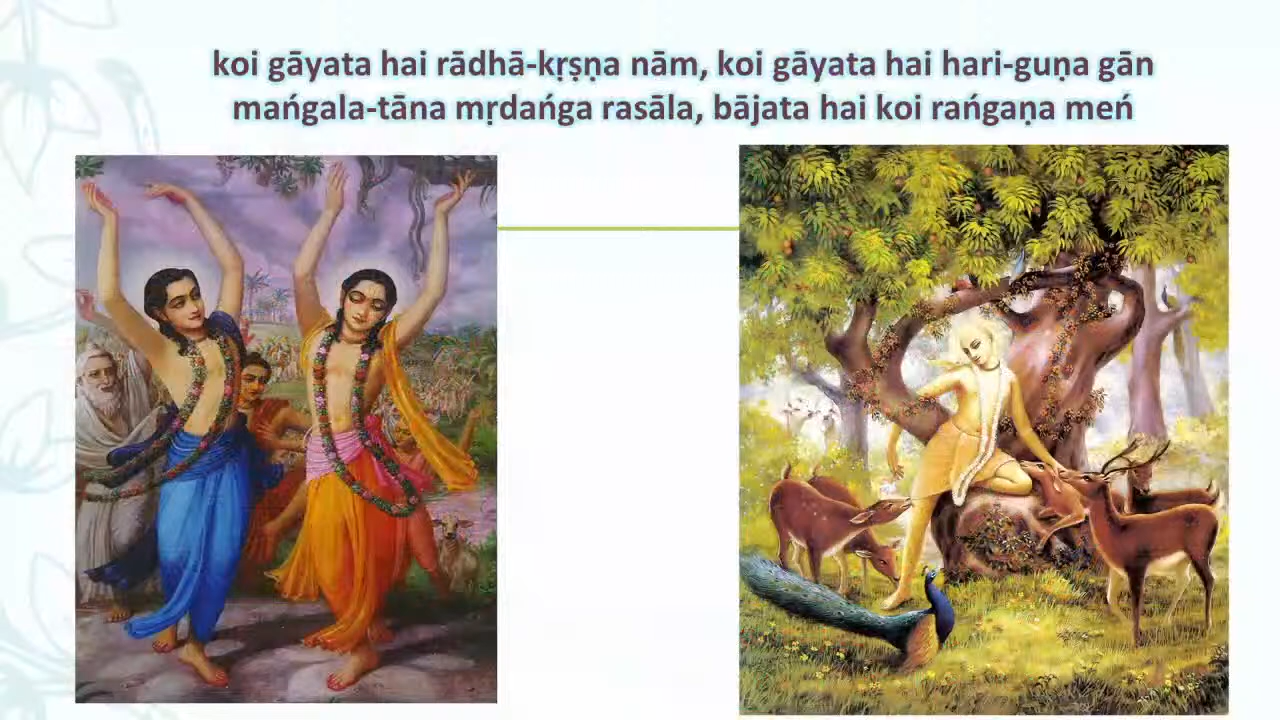 koi gāyata hai rādhā-kṛṣṇa nām, koi gāyata hai hari-guṇa gān
mańgala-tāna mṛdańga rasāla, bājata hai koi rańgaṇa meń